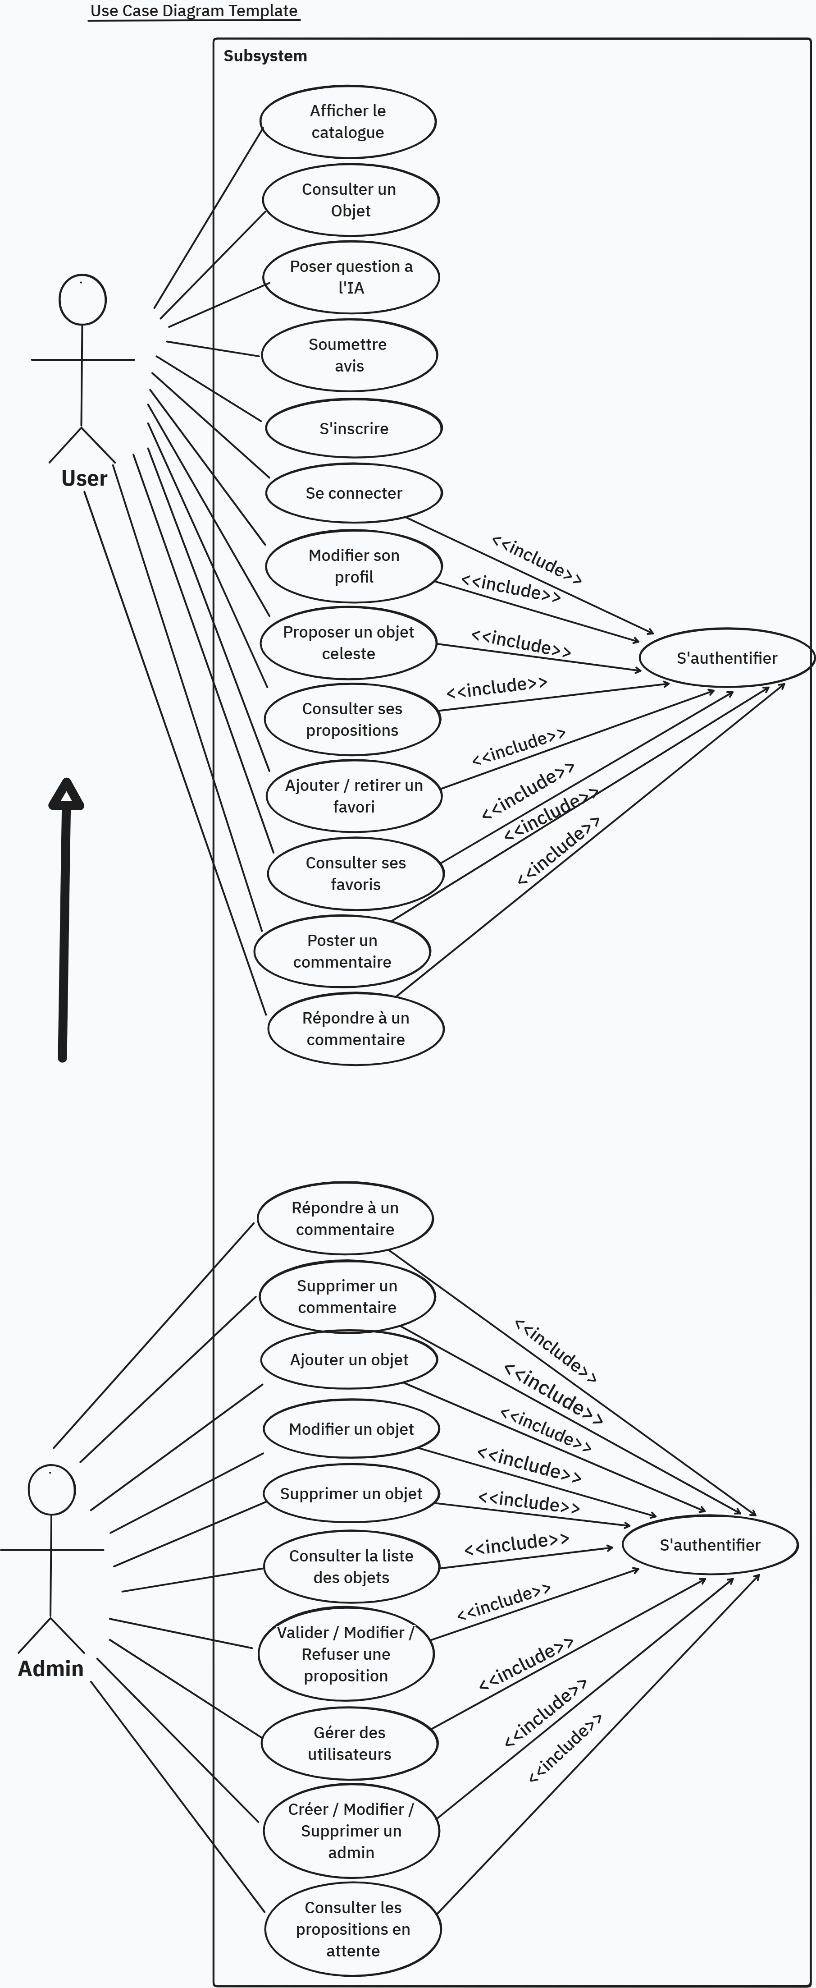 Use Case Diagram Template
Subsystem
Afficher le
catalogue
Consulter un
Objet
Poser question a
l'IA
Soumettre
avis
S'inscrire
User
Se connecter
<<include>>
Modifier son
profil
<<include>>
Proposer un objet
celeste
<<include>>
S'authentifier
Consulter ses
propositions
<<include>>
Ajouter / retirer un
favori
<<include>>
Consulter ses
favoris
<<include>>
Poster un
commentaire
<<include>>
Répondre à un
commentaire
<<include>>
Répondre à un
commentaire
<<include>>
Supprimer un
commentaire
<<include>>
Ajouter un objet
<<include>>
Modifier un objet
<<include>>
Supprimer un objet
<<include>>
S'authentifier
Consulter la liste
des objets
<<include>>
Admin
Valider / Modifier /
Refuser une
proposition
<<include>>
Gérer des
utilisateurs
<<include>>
Créer / Modifier /
Supprimer un
admin
<<include>>
Consulter les
propositions en
attente
<<include>>